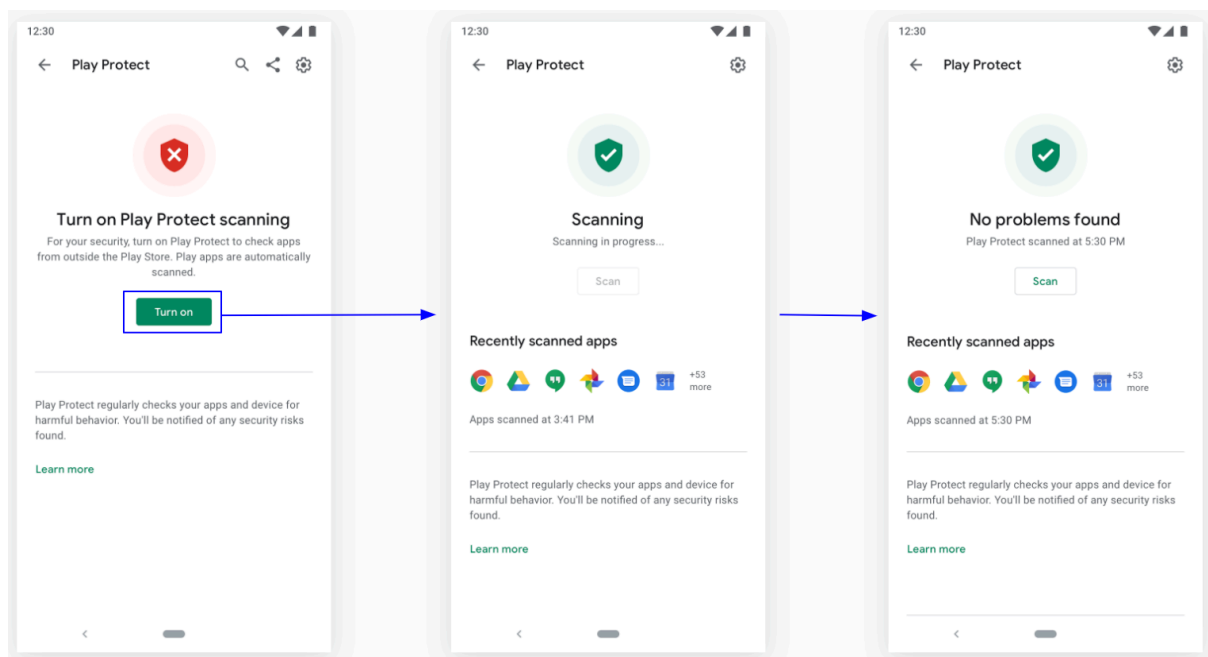 12:30
Play Protect
Turn on Play Protect scanning
For your security, turn on Play Protect to check apps
from outside the Play Store. Play apps are automatically
scanned.
Turn on
Play Protect regularly checks your apps and device for
harmful behavior. You'll be notified of any security risks
found.
Learn more
12:30
Play Protect
Scanning
Scanning in progress...
Scan
Recently scanned apps
31
+53
more
Apps scanned at 3:41 PM
Play Protect regularly checks your apps and device for
harmful behavior. You'll be notified of any security risks
found.
Learn more
12:30
Play Protect
No problems found
Play Protect scanned at 5:30 PM
Scan
Recently scanned apps
31
+53
more
Apps scanned at 5:30 PM
Play Protect regularly checks your apps and device for
harmful behavior. You'll be notified of any security risks
found.
Learn more